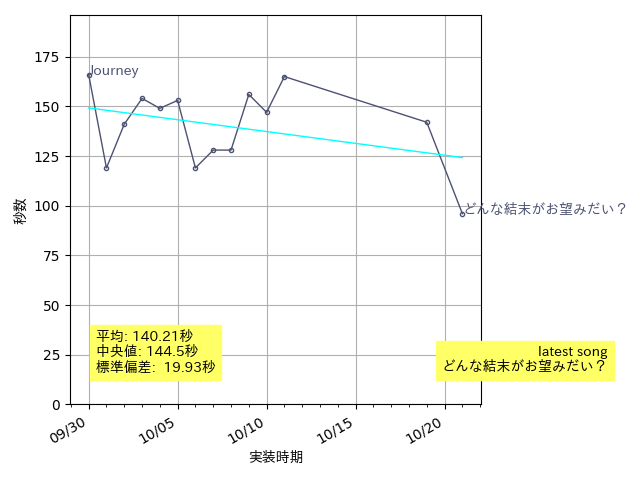 175
150
125
100
75
50
25
0
秒数
Journey
どんな結末がお望みだい？
平均: 140.21秒
中央値: 144.5秒
標準偏差: 19.93秒
latest song
どんな結末がお望みだい？
09/30
10/05
10/10
10/15
10/20
実装時期